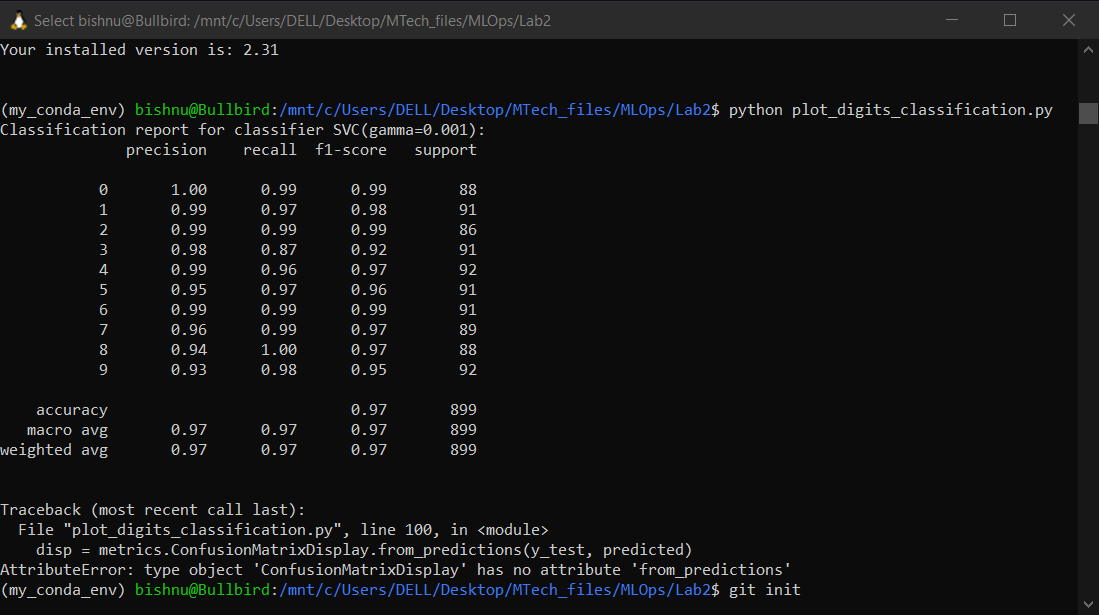 Select bishnu@Bullbird: /mnt/c/Users/DELL/Desktop/MTech_files/MLOps/Lab2
Your installed version is: 2.31
(my_conda_env) bishnu@Bullbird:/mnt/c/Users/DELL/Desktop/MTech_files/MLOps/Lab2$ python plot_digits_classification.py
Classification report for classifier SVC(gamma=0.001):
              precision    recall  f1-score   support
           0       1.00      0.99      0.99        88
           1       0.99      0.97      0.98        91
           2       0.99      0.99      0.99        86
           3       0.98      0.87      0.92        91
           4       0.99      0.96      0.97        92
           5       0.95      0.97      0.96        91
           6       0.99      0.99      0.99        91
           7       0.96      0.99      0.97        89
           8       0.94      1.00      0.97        88
           9       0.93      0.98      0.95        92
    accuracy                           0.97       899
   macro avg       0.97      0.97      0.97       899
weighted avg       0.97      0.97      0.97       899
Traceback (most recent call last):
  File "plot_digits_classification.py", line 100, in <module>
    disp = metrics.ConfusionMatrixDisplay.from_predictions(y_test, predicted)
AttributeError: type object 'ConfusionMatrixDisplay' has no attribute 'from_predictions'
(my_conda_env) bishnu@Bullbird:/mnt/c/Users/DELL/Desktop/MTech_files/MLOps/Lab2$ git init